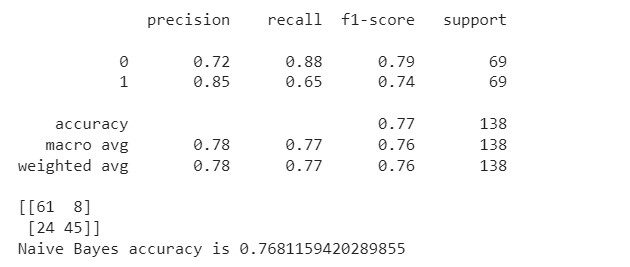 precision recall f1-score support
0 0.72 0.88 0.79 69
1 0.85 0.65 0.74 69
accuracy 0.77 138
macro avg 0.78 0.77 0.76 138
weighted avg 0.78 0.77 0.76 138
[[61 8]
[24 45]]
Naive Bayes accuracy is 0.7681159420289855